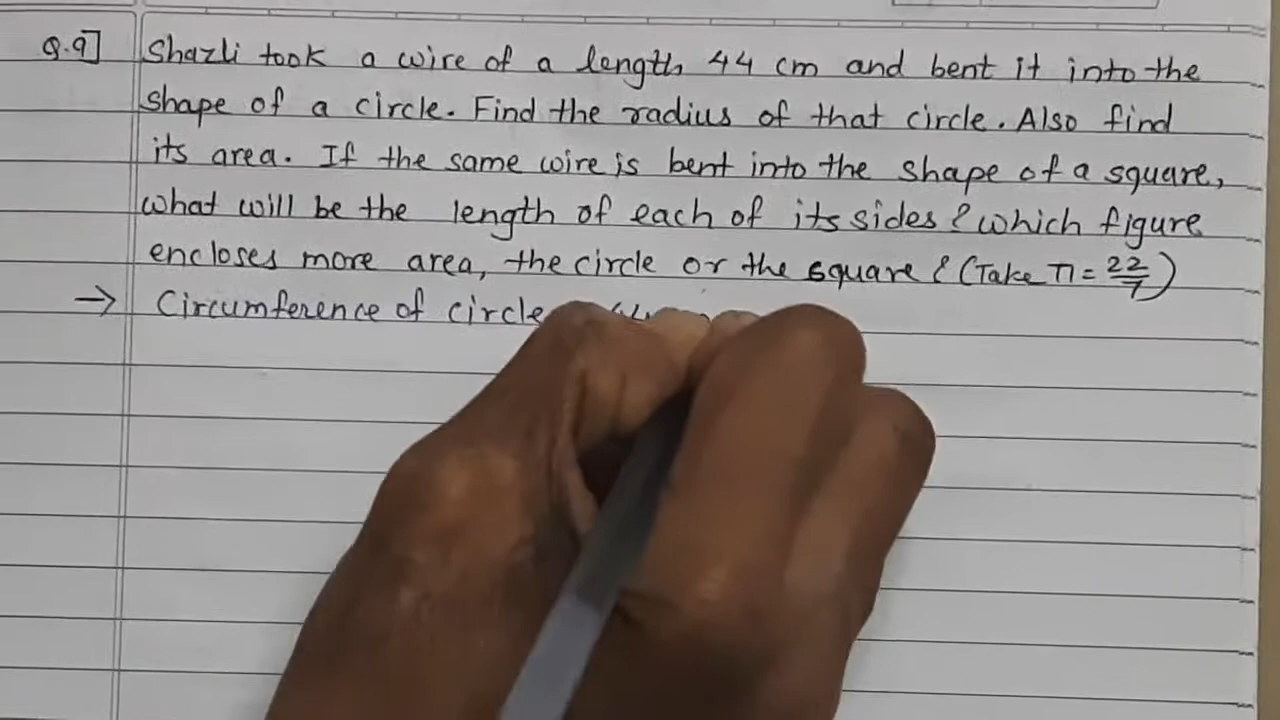 Q.9] Shazli took a wire of a length 44 cm and bent it into the
shape of a circle. Find the radius of that circle. Also find
its area. If the same wire is bent into the shape of a square,
what will be the length of each of its sides? which figure
encloses more area, the circle or the square? (Take π = 22/7)
→ Circumference of circle